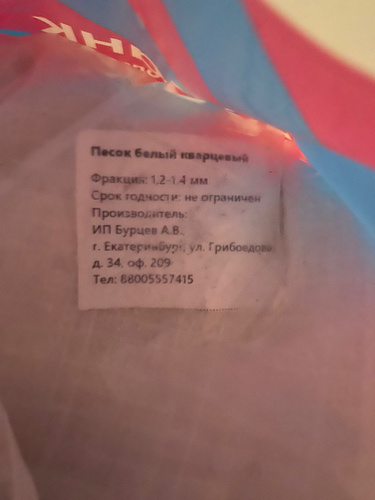 Песок белый кварцевый
Фракция: 1,2-1,4 мм
Срок годности: не ограничен
Производитель:
ИП Бурцев А.В.,
г. Екатеринбург, ул. Грибоедова
д. 34, оф. 209
Тел: 88005557415